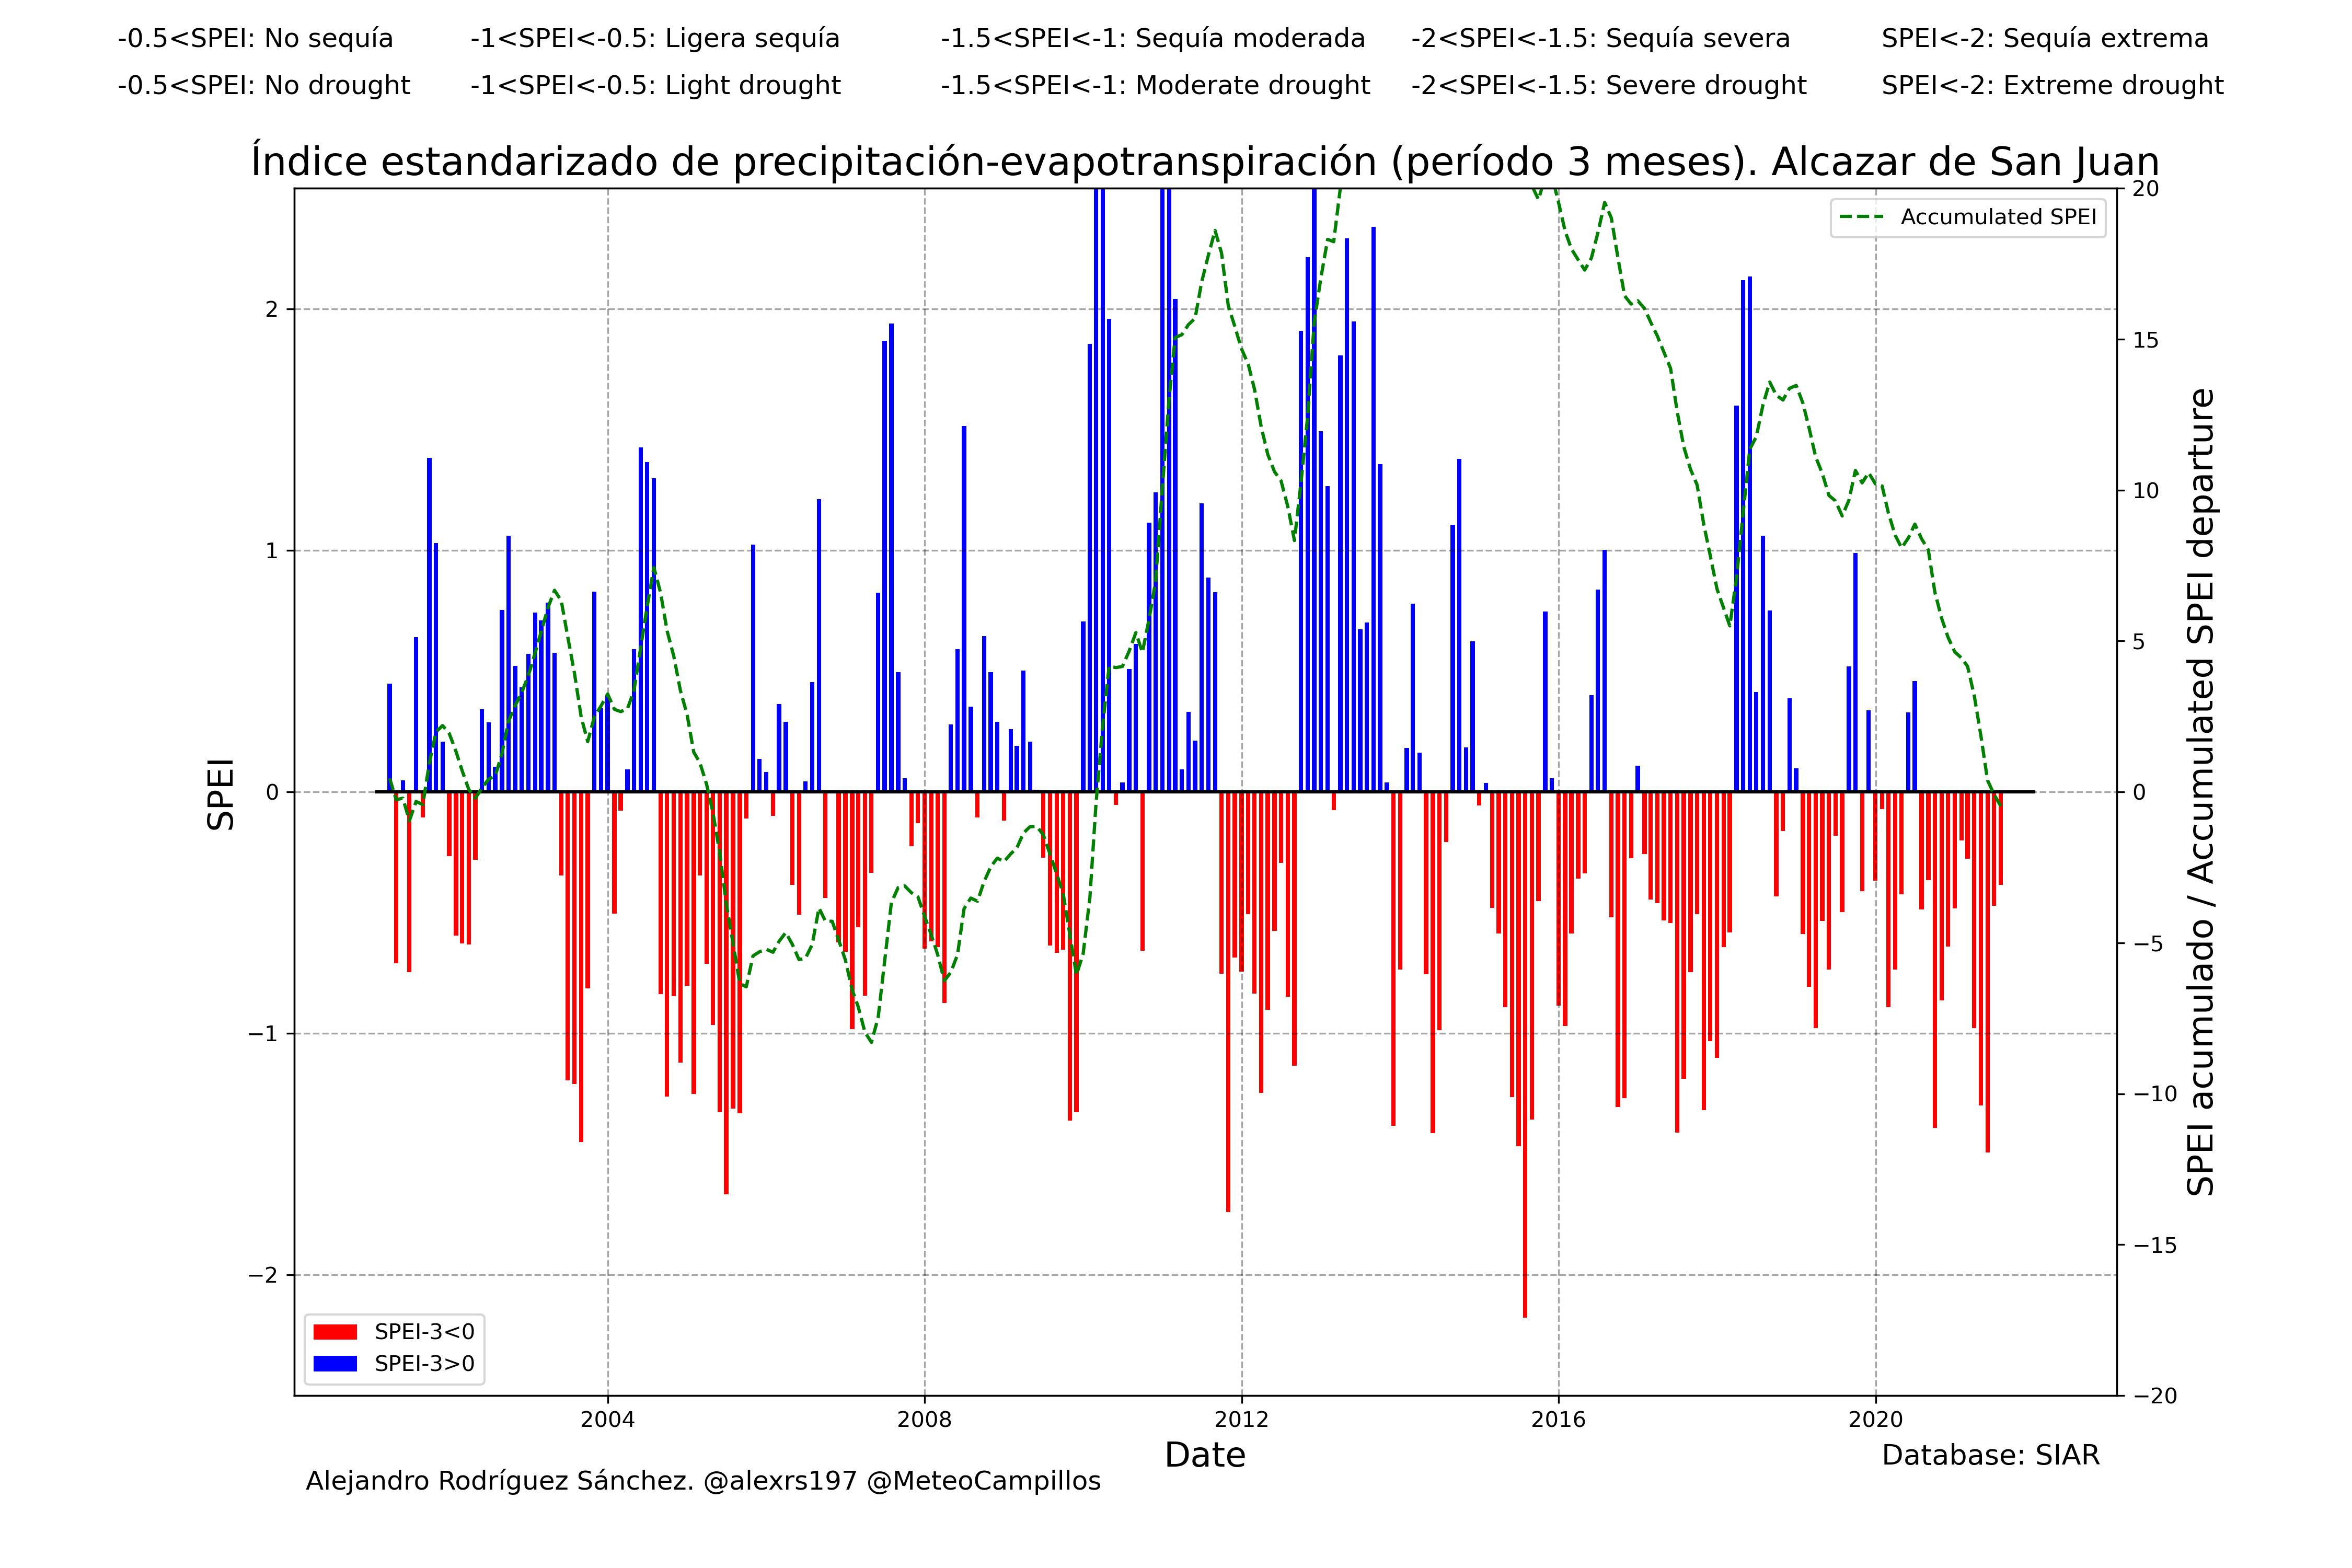 -0.5<SPEI: No sequía
-1<SPEI<-0.5: Ligera sequía
-1.5<SPEI<-1: Sequía moderada
-2<SPEI<-1.5: Sequía severa
SPEI<-2: Sequía extrema
-0.5<SPEI: No drought
-1<SPEI<-0.5: Light drought
-1.5<SPEI<-1: Moderate drought
-2<SPEI<-1.5: Severe drought
SPEI<-2: Extreme drought
Índice estandarizado de precipitación-evapotranspiración (período 3 meses). Alcazar de San Juan
SPEI
2
1
0
−1
−2
Accumulated SPEI
20
15
10
5
0
−5
−10
−15
−20
SPEI acumulado / Accumulated SPEI departure
SPEI-3<0
SPEI-3>0
2004
2008
2012
2016
2020
Date
Database: SIAR
Alejandro Rodríguez Sánchez. @alexrs197 @MeteoCampillos